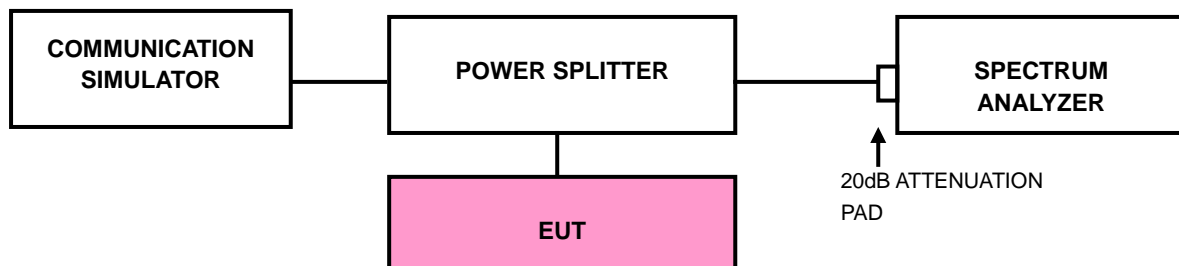 COMMUNICATION
SIMULATOR
POWER SPLITTER
SPECTRUM
ANALYZER
20dB ATTENUATION
PAD
EUT